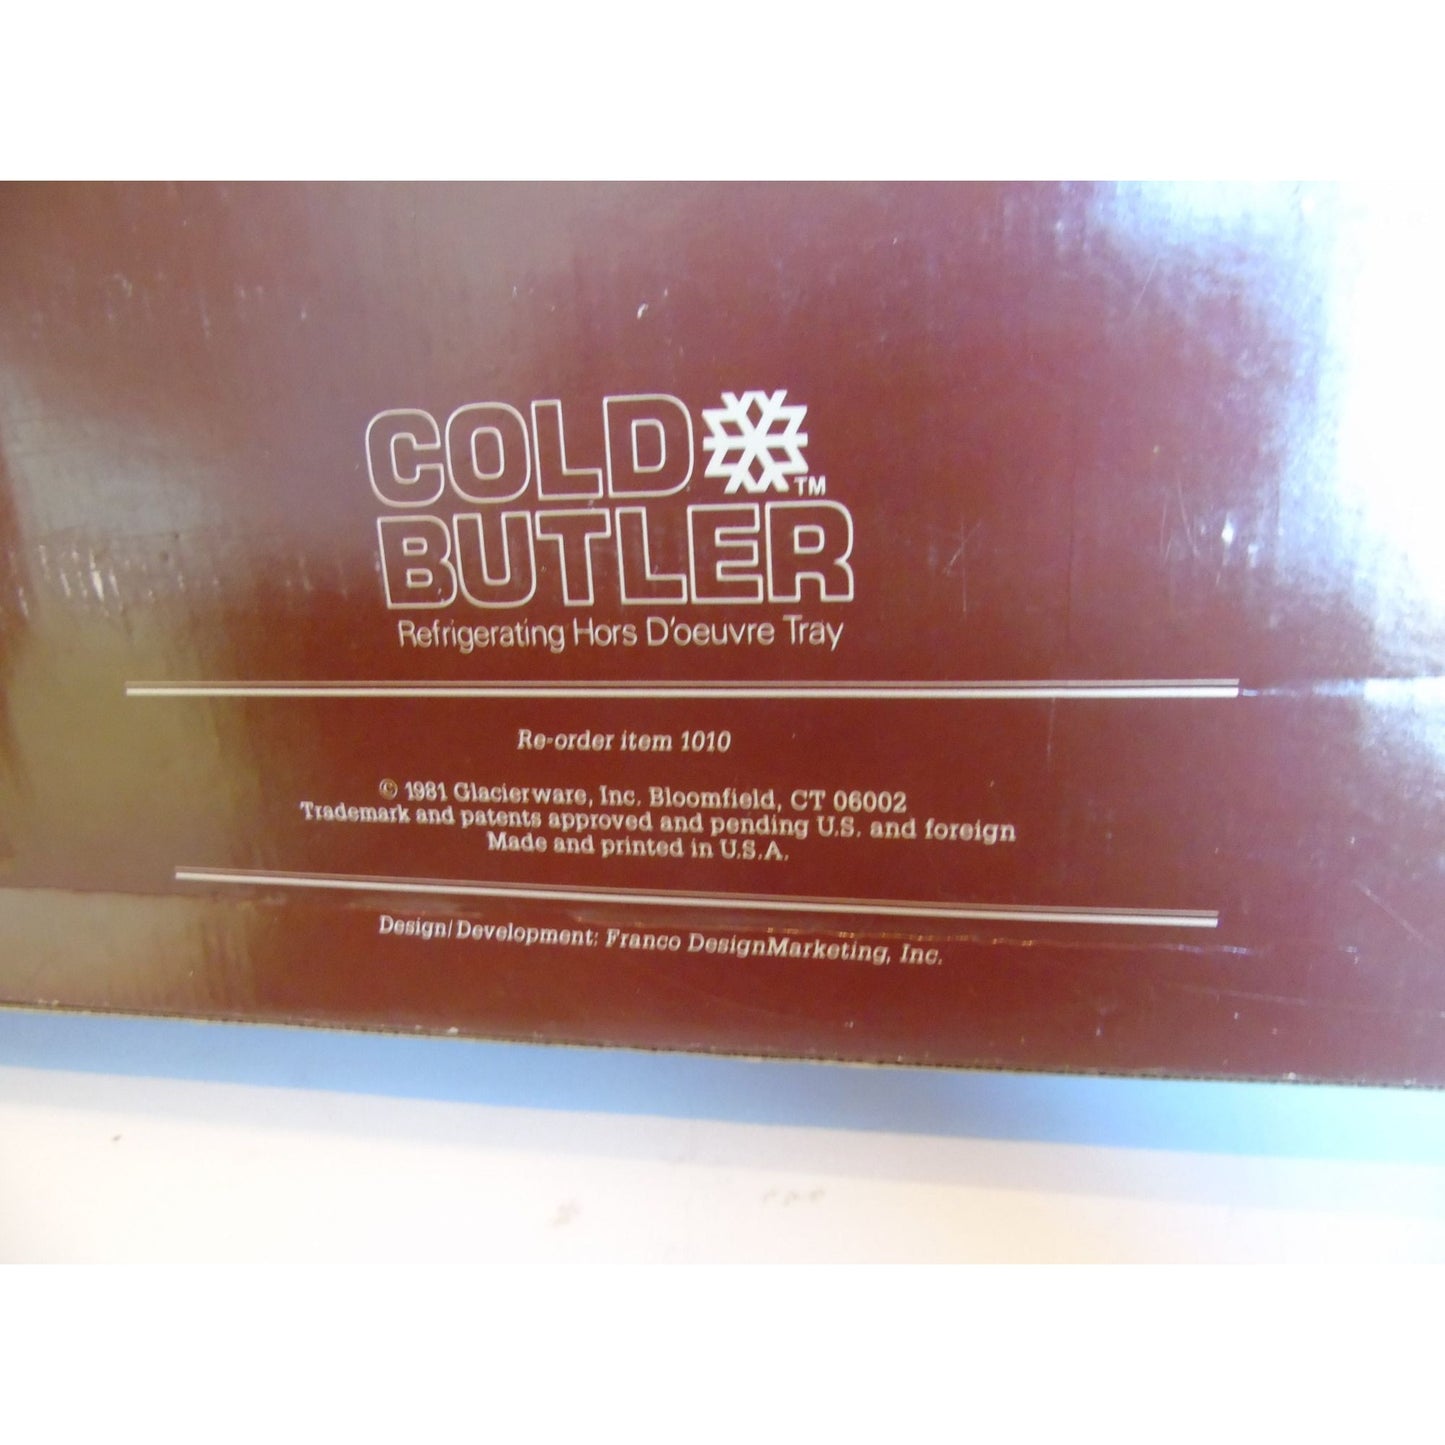 COLD
TM
BUTLER
Refrigerating Hors D'oeuvre Tray
Re-order item 1010
© 1981 Glacierware, Inc. Bloomfield, CT 06002
Trademark and patents approved and pending U.S. and foreign
Made and printed in U.S.A.
Design/Development: Franco DesignMarketing, Inc.